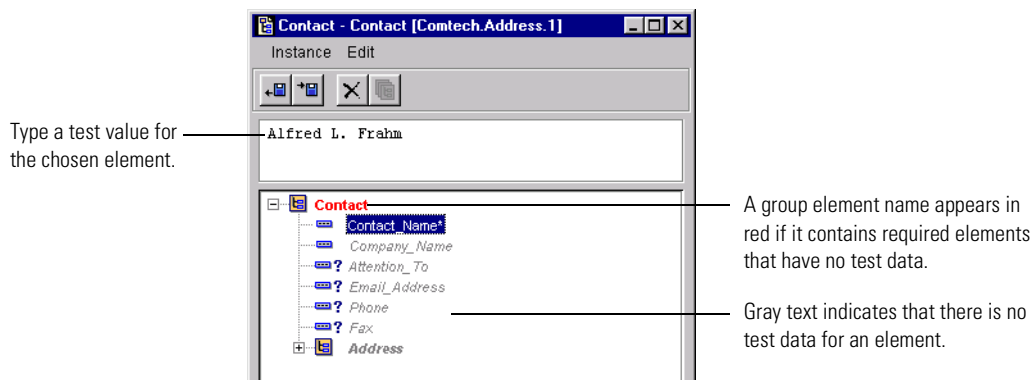 Contact - Contact [Comtech.Address.1]
Instance Edit
Type a test value for
the chosen element.
Alfred L. Frahm
Contact
Contact_Name*
Company_Name
? Attention_To
? Email_Address
? Phone
? Fax
Address
A group element name appears in
red if it contains required elements
that have no test data.
Gray text indicates that there is no
test data for an element.